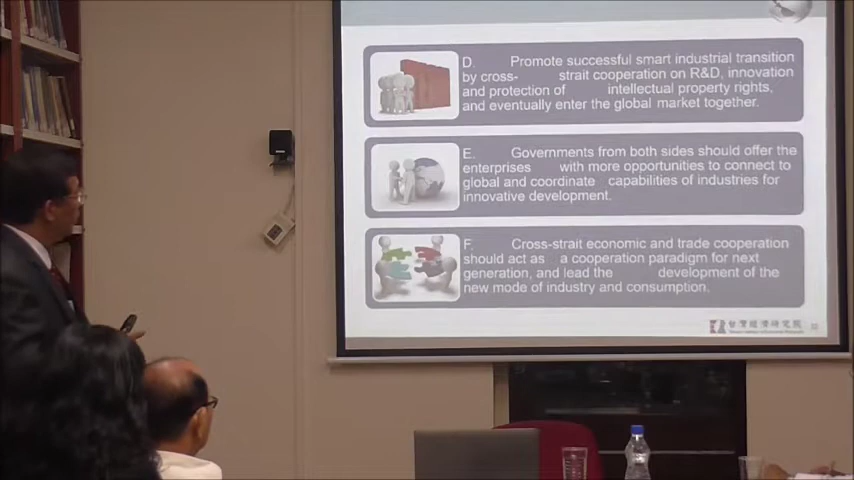 D. Promote successful smart industrial transition
by cross- strait cooperation on R&D, innovation
and protection of intellectual property rights,
and eventually enter the global market together.
E. Governments from both sides should offer the
enterprises with more opportunities to connect to
global and coordinate capabilities of industries for
innovative development.
F. Cross-strait economic and trade cooperation
should act as a cooperation paradigm for next
generation, and lead the development of the
new mode of industry and consumption.
台灣經濟研究院